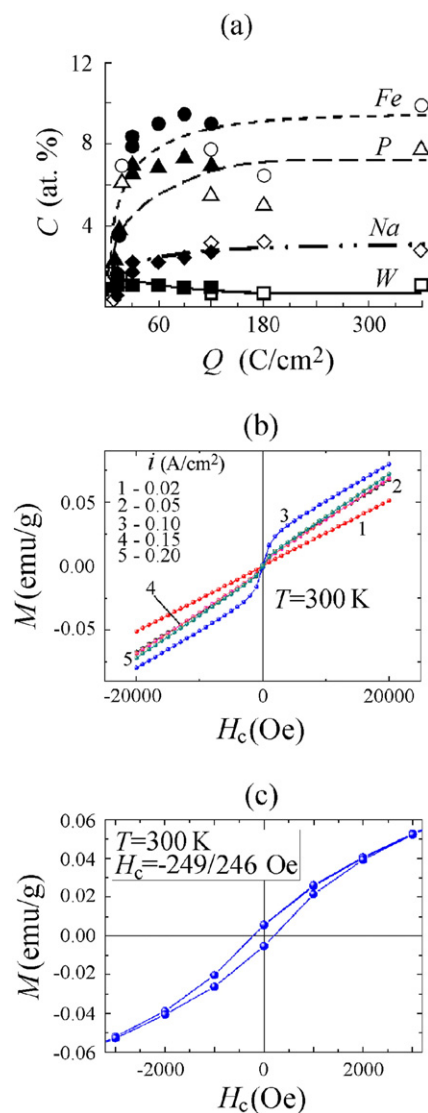 (a)
C (at. %)
12
8
4
Fe
P
Na
W
60
120
180
300
Q (C/cm²)
(b)
M(emu/g)
0.05
0.00
-0.05
i (A/cm²)
1 - 0.02
2 - 0.05
3 - 0.10
4 - 0.15
5 - 0.20
3
2
1
4
5
T=300 K
-20000
0
20000
Hc(Oe)
(c)
M(emu/g)
0.06
0.04
0.02
0.00
-0.02
-0.04
-0.06
T=300 K
Hc=-249/246 Oe
-2000
0
2000
Hc(Oe)